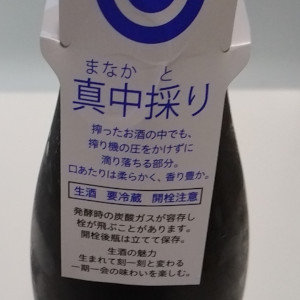 まなか と
真中採り
搾ったお酒の中でも、
搾り機の圧をかけずに
滴り落ちる部分。
口あたりは柔らかく、香り豊か。
生酒 要冷蔵 開栓注意
発酵時の炭酸ガスが容存し
栓が飛ぶことがあります。
開栓後瓶は立てて保存。
生酒の魅力
生まれて刻一刻と変わる
一期一会の味わいを楽しむ。